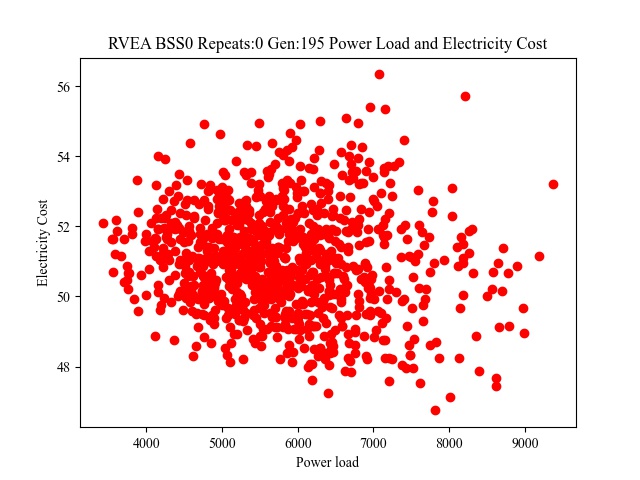 RVEA BSS0 Repeats:0 Gen:195 Power Load and Electricity Cost
56
54
52
50
48
Electricity Cost
4000 5000 6000 7000 8000 9000
Power load